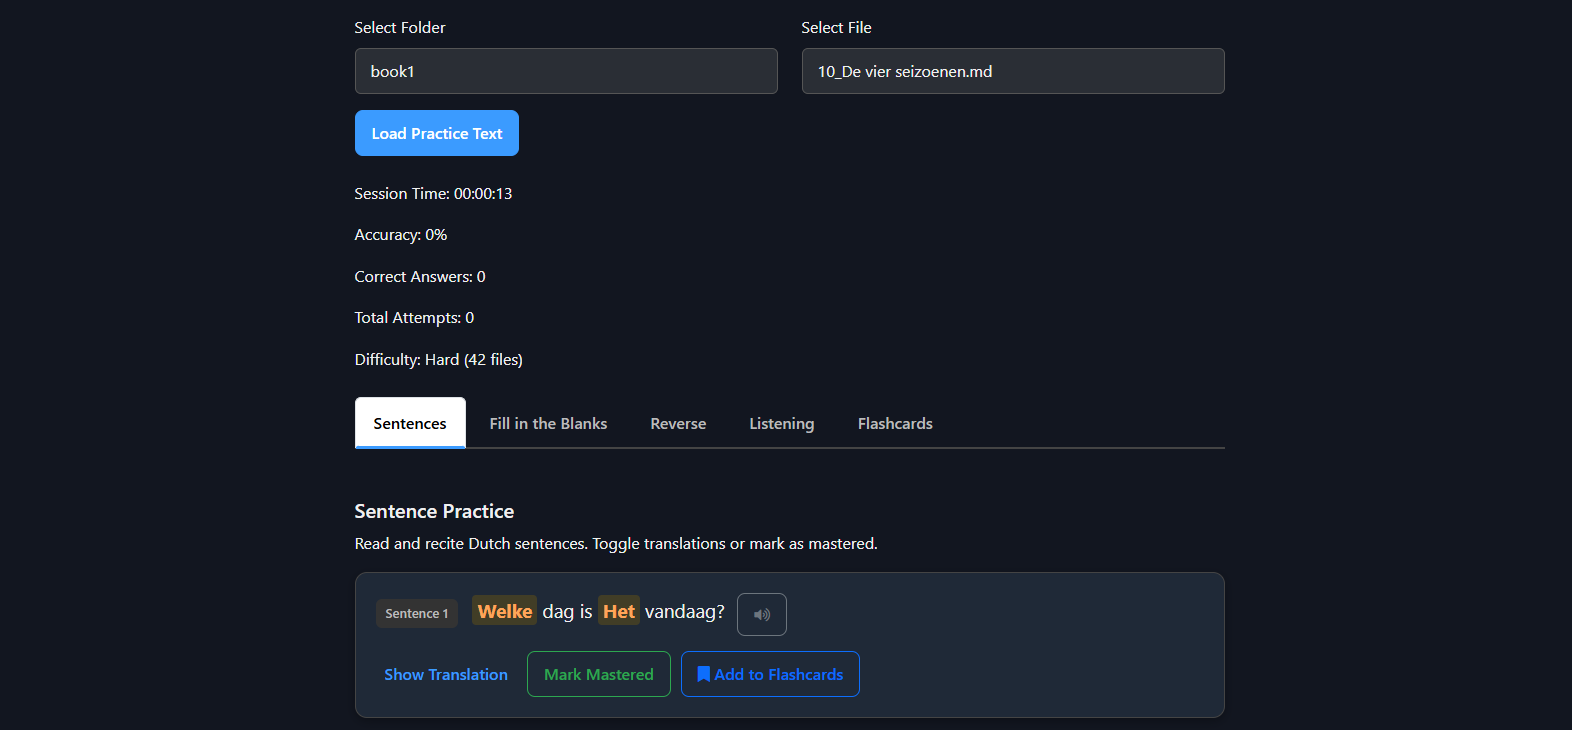 Select Folder
Select File
book1
10_De vier seizoenen.md
Load Practice Text
Session Time: 00:00:13
Accuracy: 0%
Correct Answers: 0
Total Attempts: 0
Difficulty: Hard (42 files)
Sentences Fill in the Blanks Reverse Listening Flashcards
Sentence Practice
Read and recite Dutch sentences. Toggle translations or mark as mastered.
Sentence 1 Welke dag is Het vandaag?
Show Translation Mark Mastered Add to Flashcards